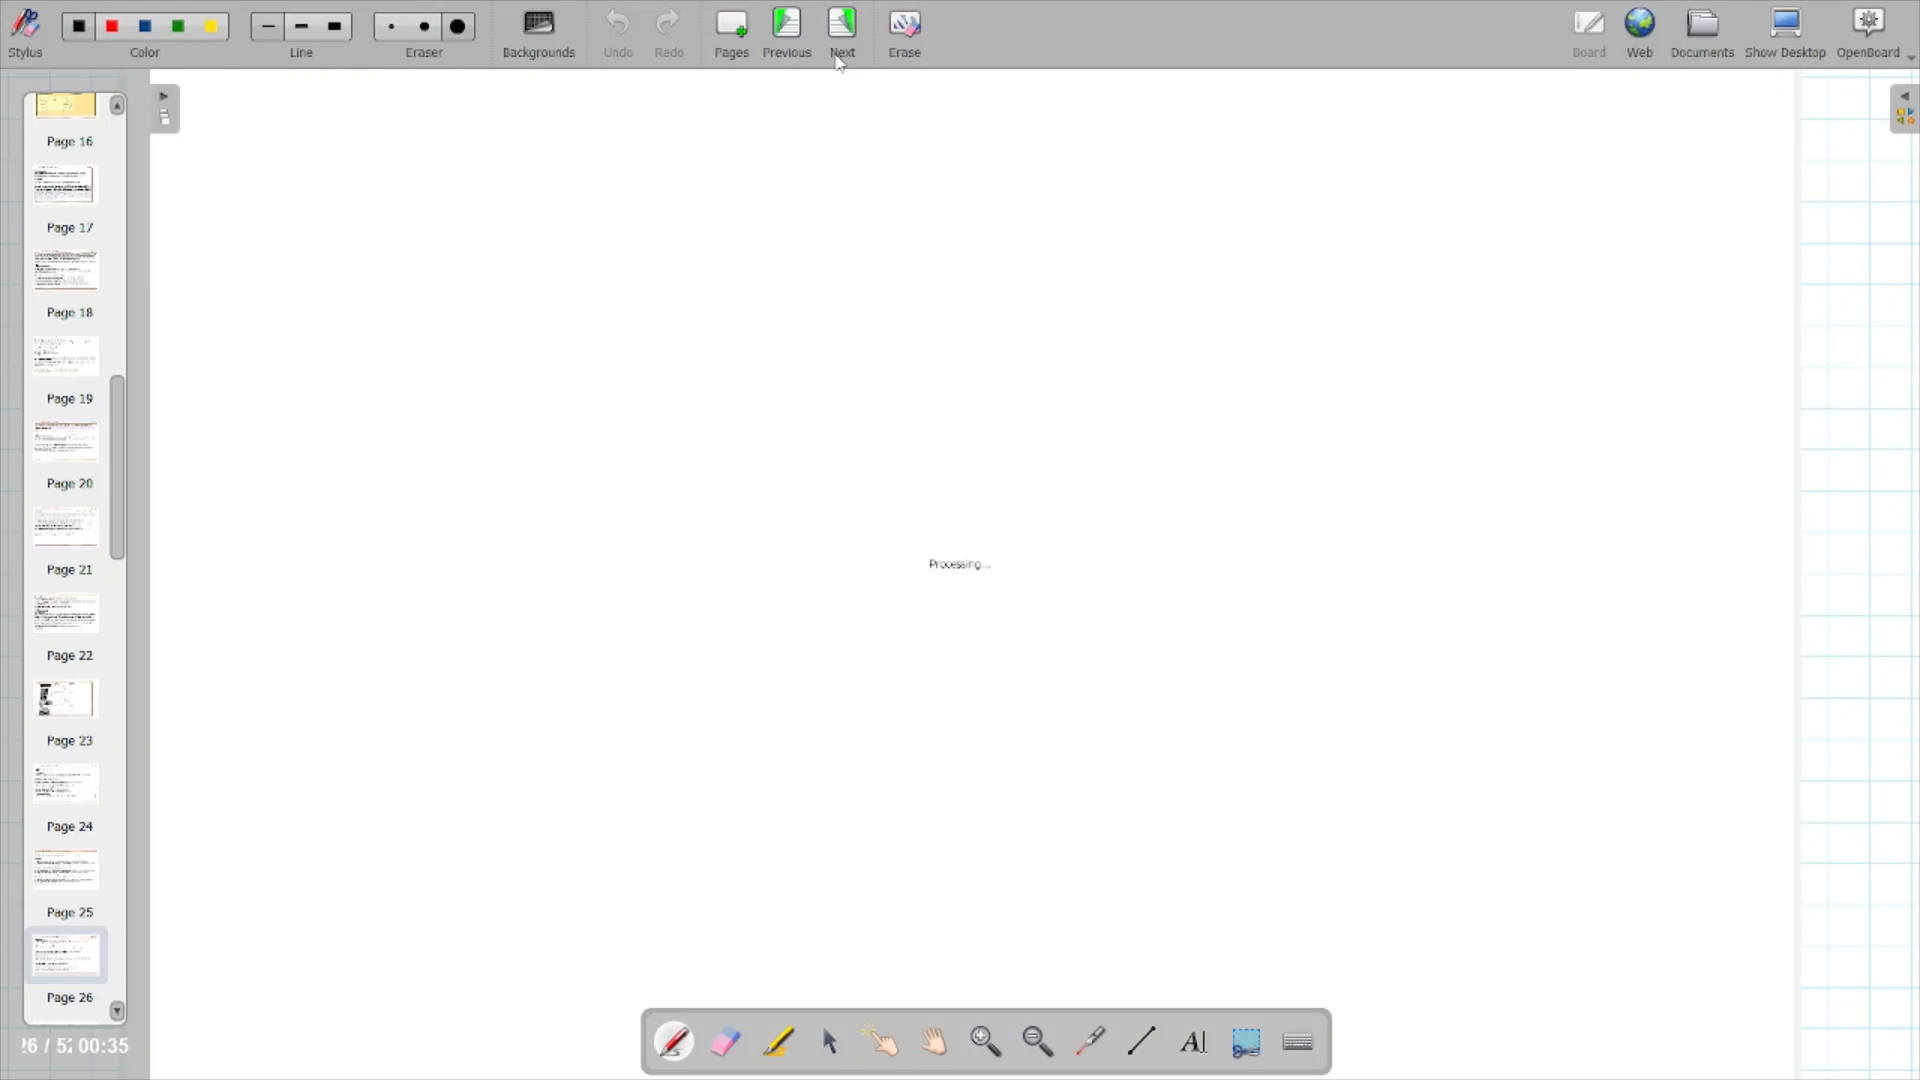 Stylus
Color
Line
Eraser
Backgrounds
Undo
Redo
Pages
Previous
Next
Erase
Board
Web
Documents
Show Desktop
OpenBoard
Page 16
Page 17
Page 18
Page 19
Page 20
Page 21
Page 22
Page 23
Page 24
Page 25
Page 26
Processing...
00:35